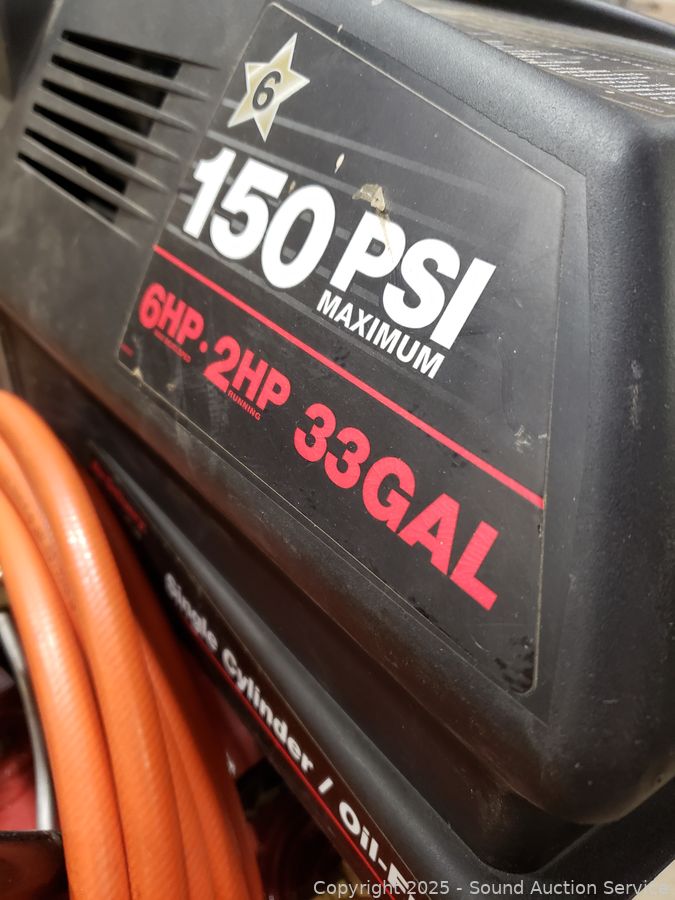 6
150 PSI
MAXIMUM
6HP • 2HP 33GAL
RUNNING
Single Cylinder / Oil-F
Copyright 2025 - Sound Auction Service